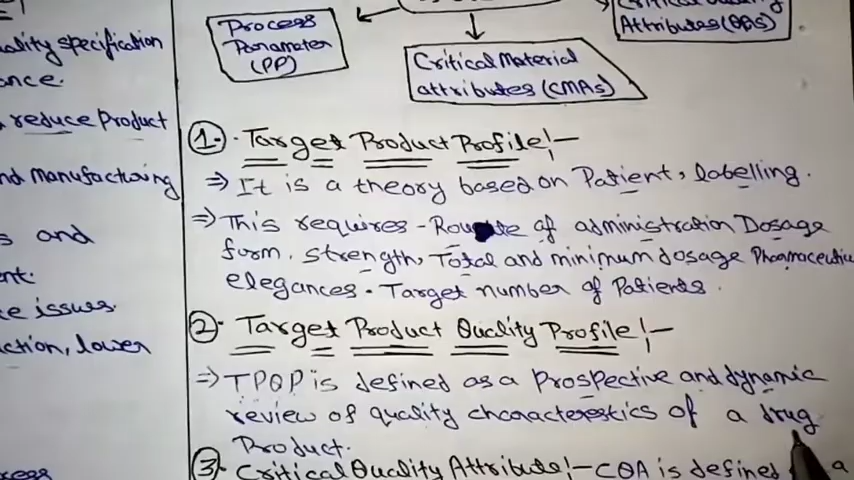 Process
Parameter
(PP)
Critical Material
attributes (CMAs)
Attributes (QAs)
ality specification
ance.
reduce Product
nd manufacturing
s and
ent.
e issues.
ction, lower
1. Target Product Profile!-
⇒ It is a theory based on Patient, labelling.
⇒ This requires - Route of administration Dosage
form. strength, Total and minimum dosage Pharmaceutic
elegances - Target number of Patients.
2. Target Product Quality Profile!-
⇒ TPQP is defined as a Prospective and dynamic
review of quality characterestics of a drug
Product.
3. Critical Quality Attribute!- CQA is defined a